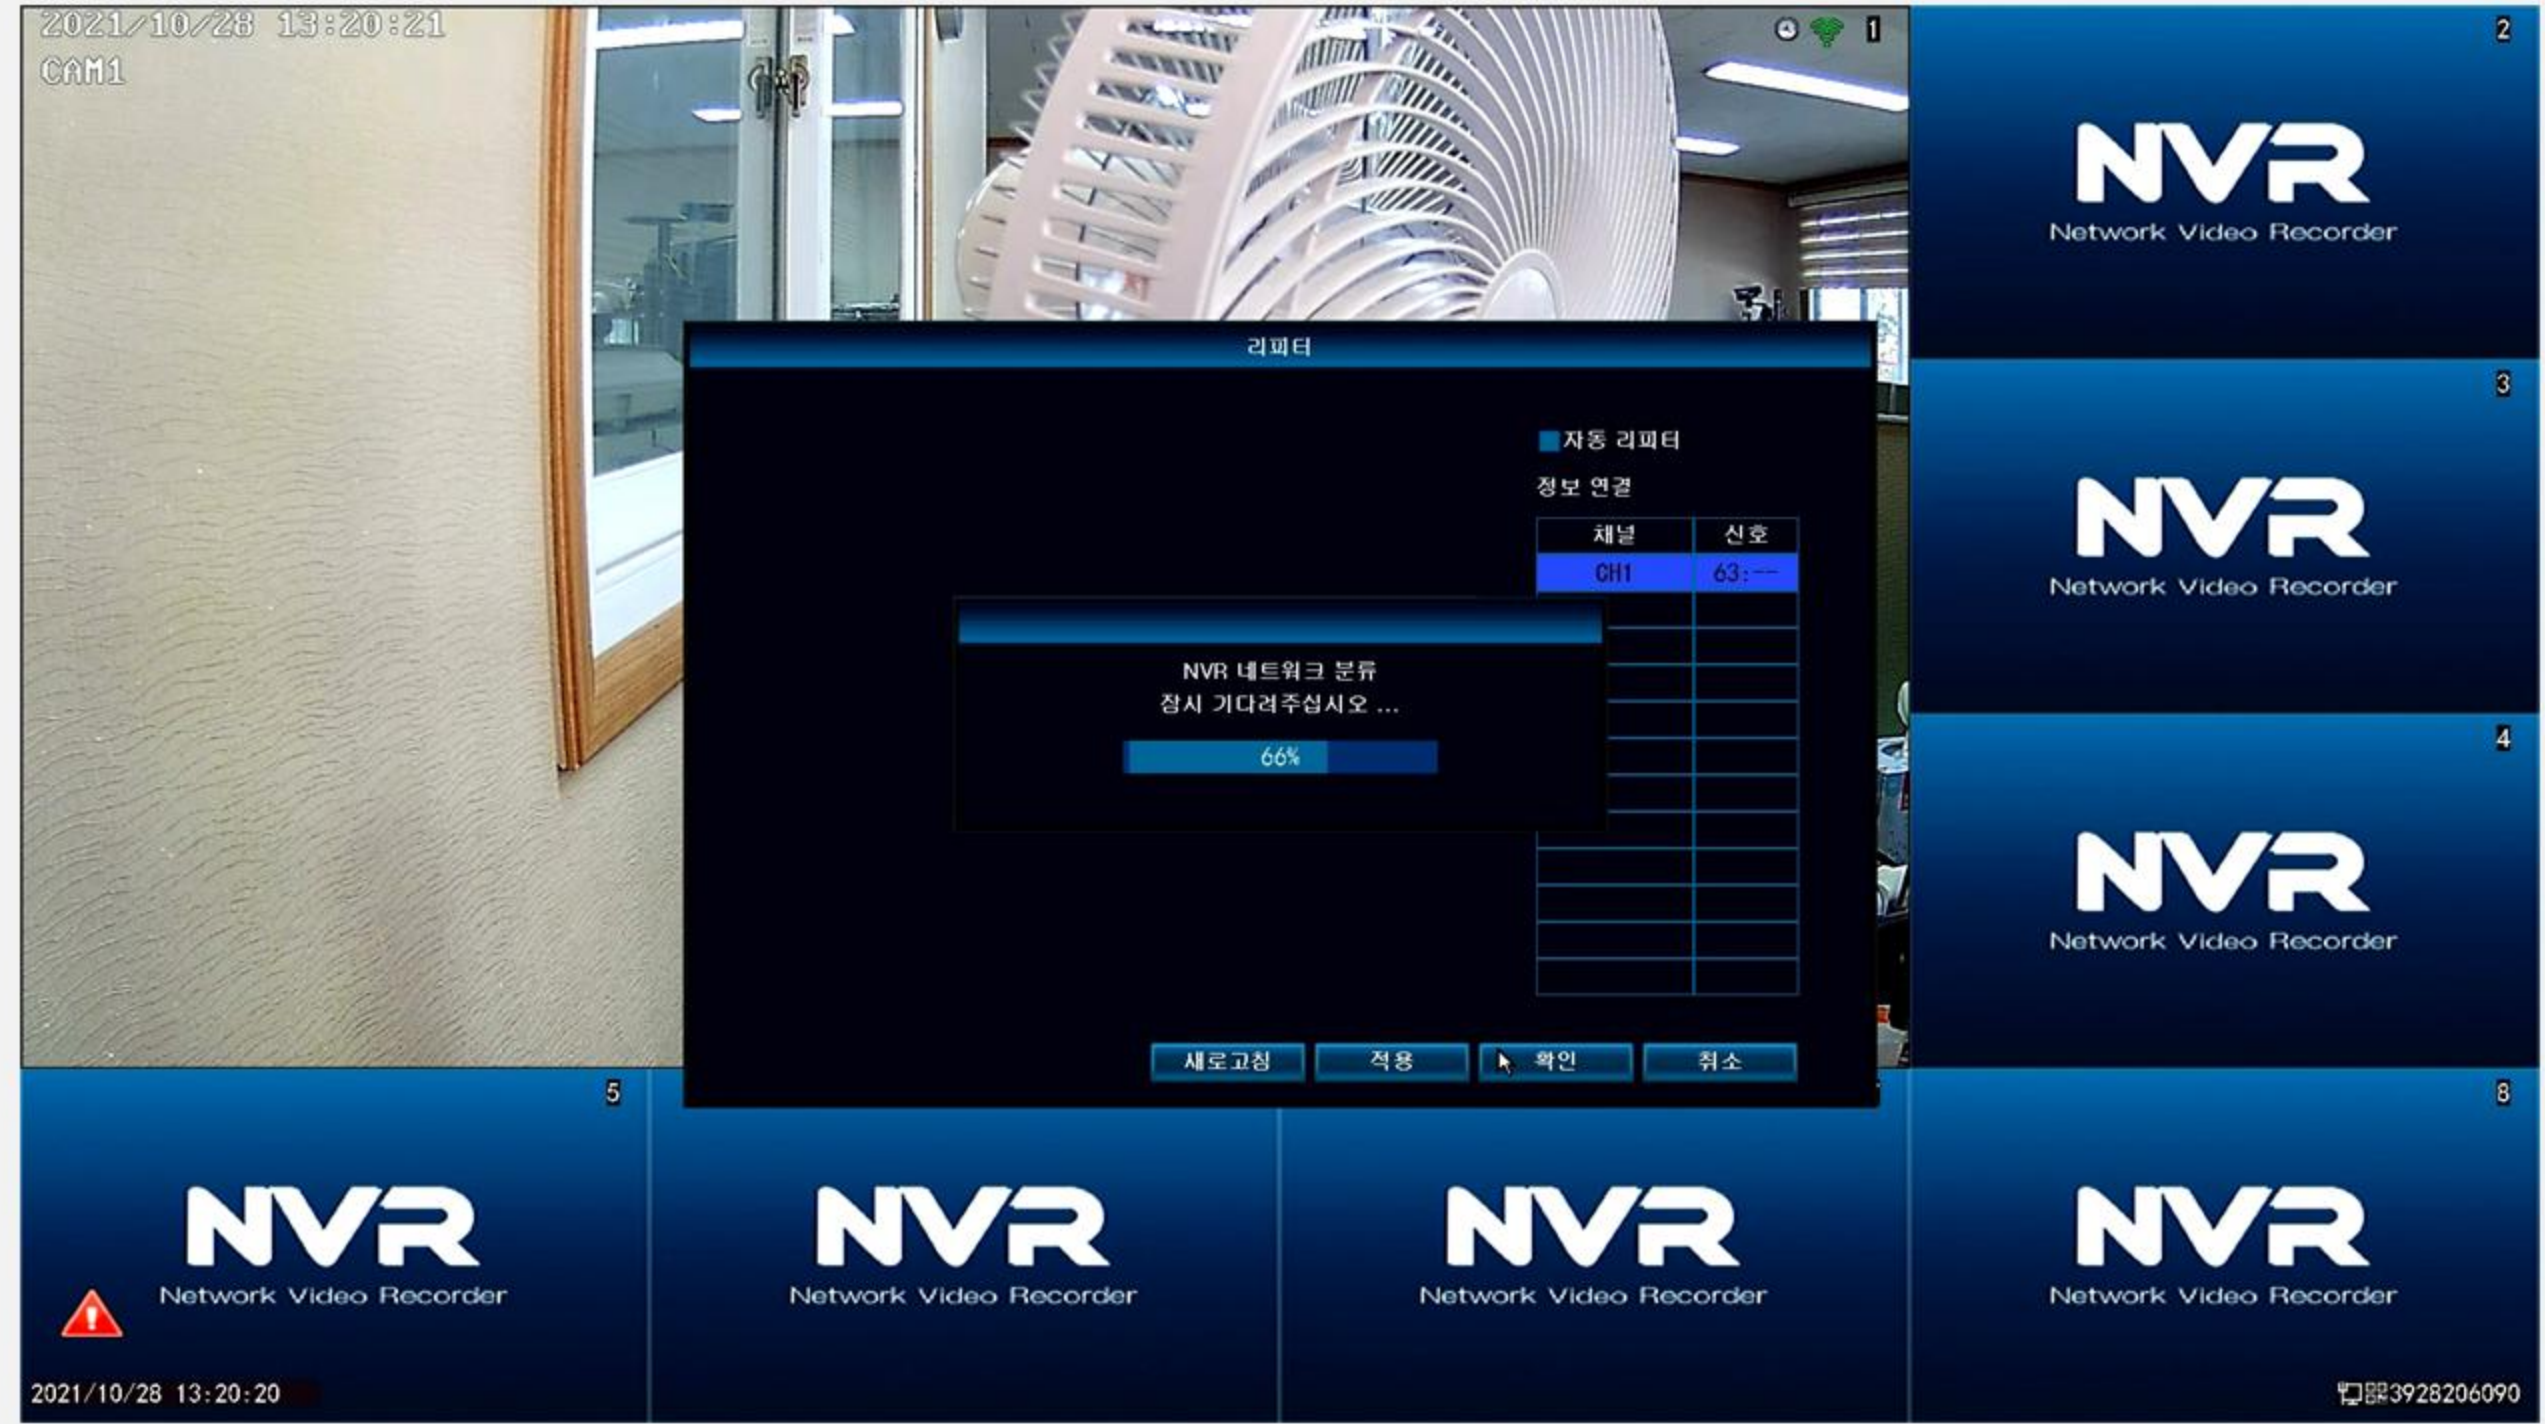 2021/10/28 13:20:21
CAM1
1
2
NVR
Network Video Recorder
3
NVR
Network Video Recorder
4
NVR
Network Video Recorder
리피터
자동 리피터
정보 연결
채널 신호
CH1 63:--
NVR 네트워크 분류
잠시 기다려주십시오 ...
66%
새로고침 적용 확인 취소
5
NVR
Network Video Recorder
NVR
Network Video Recorder
NVR
Network Video Recorder
8
NVR
Network Video Recorder
2021/10/28 13:20:20
3928206090